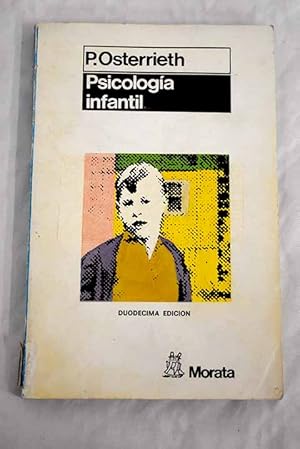 P.Osterrieth
Psicología
infantil
DUODECIMA EDICION
Morata